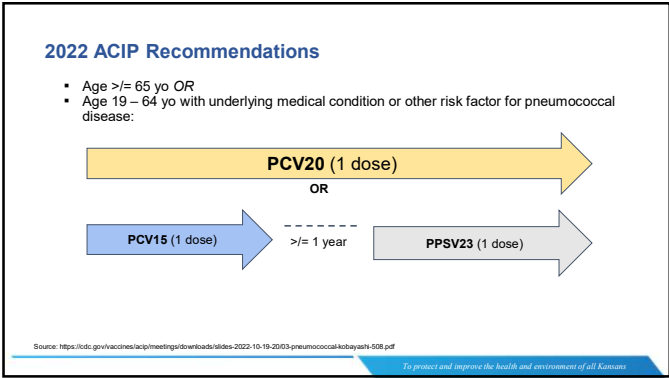 2022 ACIP Recommendations
▪ Age >/= 65 yo OR
▪ Age 19 – 64 yo with underlying medical condition or other risk factor for pneumococcal
disease:
PCV20 (1 dose)
OR
PCV15 (1 dose)
>/= 1 year
PPSV23 (1 dose)
Source: https://cdc.gov/vaccines/acip/meetings/downloads/slides-2022-10-19-20/03-pneumococcal-kobayashi-508.pdf
To protect and improve the health and environment of all Kansans